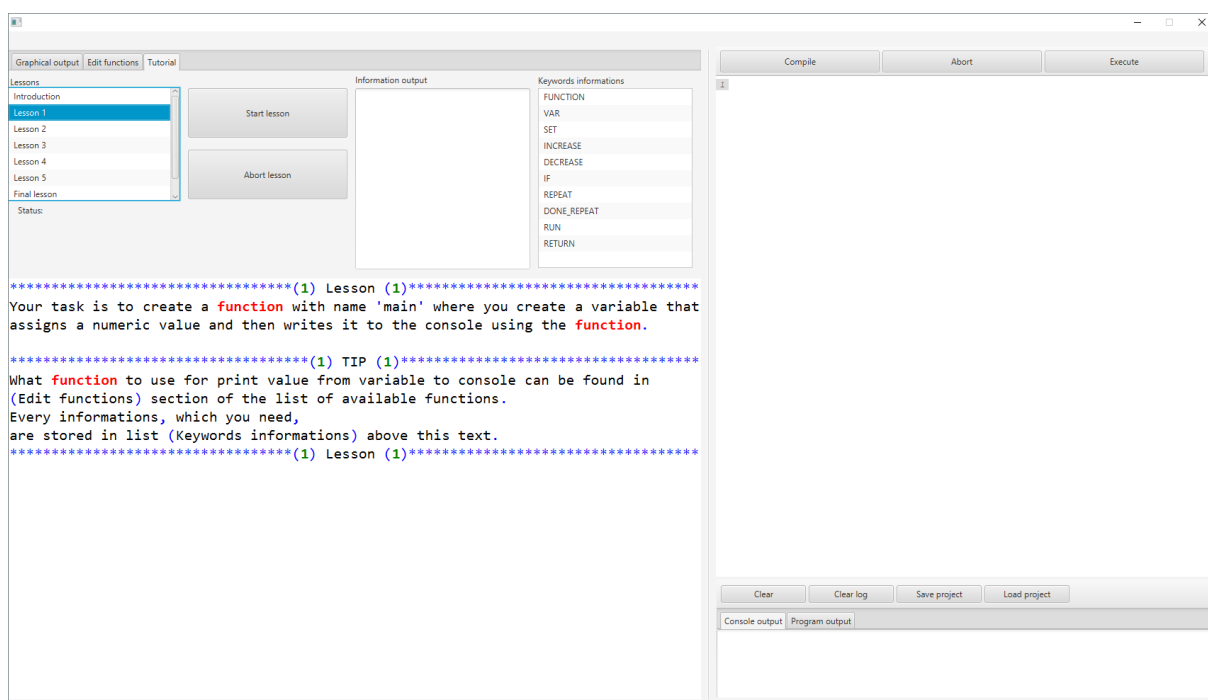 Graphical output Edit functions Tutorial
Lessons
Introduction
Lesson 1
Lesson 2
Lesson 3
Lesson 4
Lesson 5
Final lesson
Status:
Start lesson
Abort lesson
Information output
Keywords informations
FUNCTION
VAR
SET
INCREASE
DECREASE
IF
REPEAT
DONE_REPEAT
RUN
RETURN
**********************************(1) Lesson (1)***********************************
Your task is to create a function with name 'main' where you create a variable that
assigns a numeric value and then writes it to the console using the function.
************************************(1) TIP (1)************************************
What function to use for print value from variable to console can be found in
(Edit functions) section of the list of available functions.
Every informations, which you need,
are stored in list (Keywords informations) above this text.
**********************************(1) Lesson (1)***********************************
Compile Abort Execute
1
Clear Clear log Save project Load project
Console output Program output